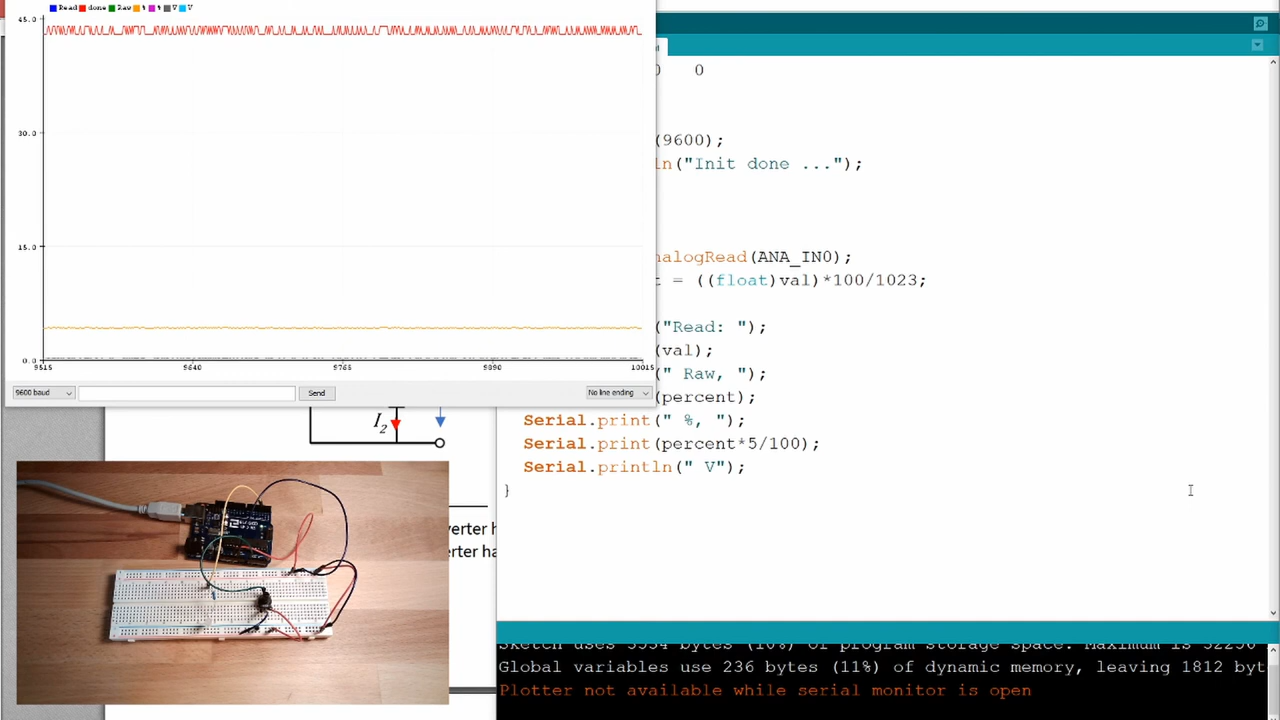 Read done Raw % % V V
45.0
30.0
15.0
0.0
9515 9640 9765 9890 10015
9600 baud
Send
No line ending
0 0
(9600);
ln("Init done ...");
nalogRead(ANA_IN0);
t = ((float)val)*100/1023;
("Read: ");
(val);
(" Raw, ");
(percent);
Serial.print(" %, ");
Serial.print(percent*5/100);
Serial.println(" V");
}
I2
verter h
verter ha
Global variables use 236 bytes (11%) of dynamic memory, leaving 1812 byt
Plotter not available while serial monitor is open